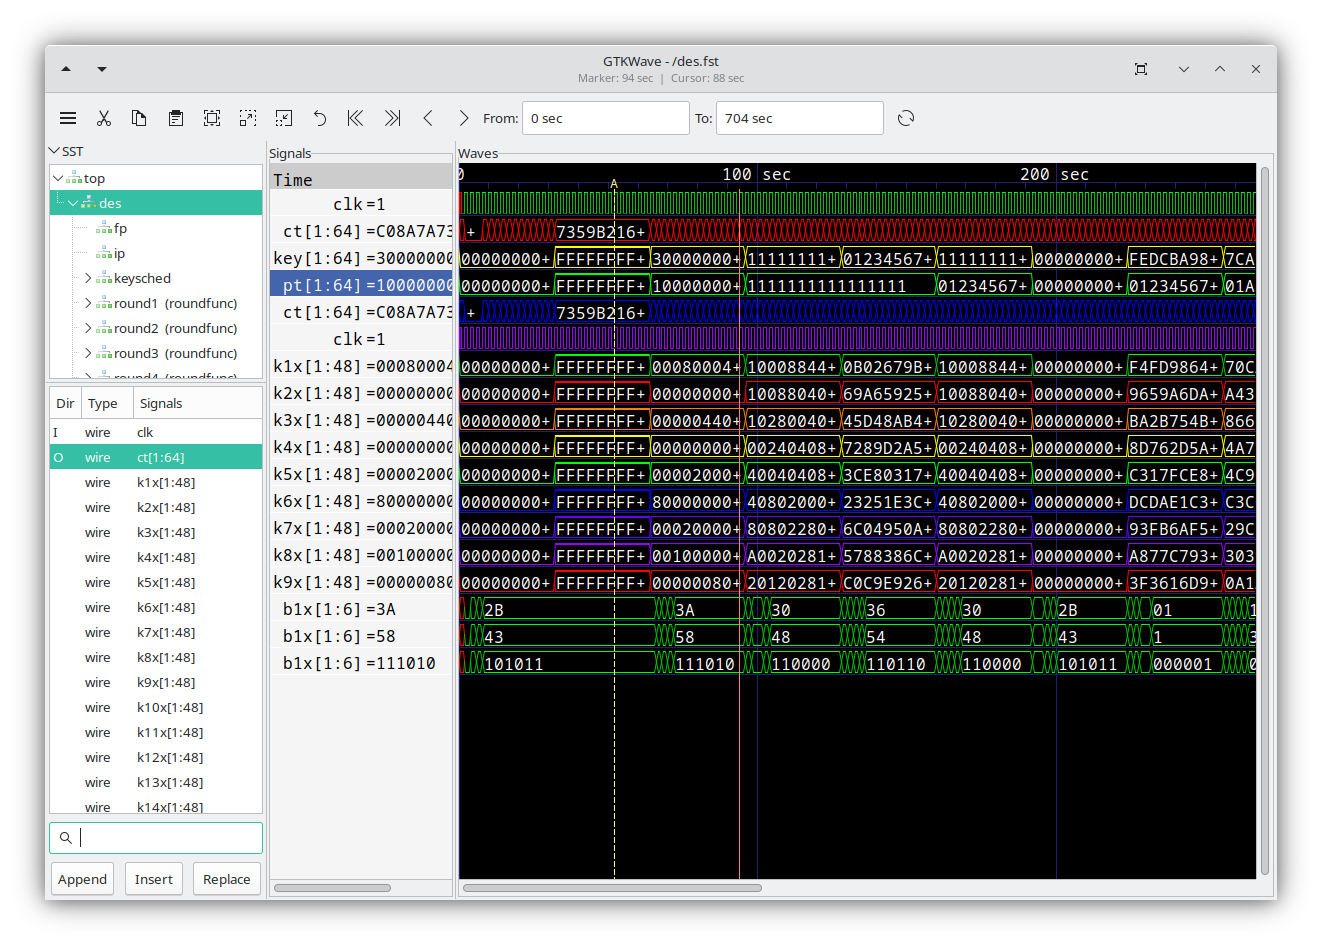 GTKWave - /des.fst
Marker: 94 sec | Cursor: 88 sec
From: 0 sec To: 704 sec
SST
top
des
fp
ip
keysched
round1 (roundfunc)
round2 (roundfunc)
round3 (roundfunc)
round4 (roundfunc)
Dir Type Signals
I wire clk
O wire ct[1:64]
wire k1x[1:48]
wire k2x[1:48]
wire k3x[1:48]
wire k4x[1:48]
wire k5x[1:48]
wire k6x[1:48]
wire k7x[1:48]
wire k8x[1:48]
wire k9x[1:48]
wire k10x[1:48]
wire k11x[1:48]
wire k12x[1:48]
wire k13x[1:48]
wire k14x[1:48]
Append Insert Replace
Signals
Time
clk=1
ct[1:64]=C08A7A73
key[1:64]=30000000
pt[1:64]=10000000
ct[1:64]=C08A7A73
clk=1
k1x[1:48]=00080004
k2x[1:48]=00000000
k3x[1:48]=00000440
k4x[1:48]=00000000
k5x[1:48]=00002000
k6x[1:48]=80000000
k7x[1:48]=00020000
k8x[1:48]=00100000
k9x[1:48]=00000080
b1x[1:6]=3A
b1x[1:6]=58
b1x[1:6]=111010
Waves
0 100 sec 200 sec
A
+ 7359B216+
00000000+ FFFFFFFF+ 30000000+ 11111111+ 01234567+ 11111111+ 00000000+ FEDCBA98+ 7CA
00000000+ FFFFFFFF+ 10000000+ 1111111111111111 01234567+ 00000000+ 01234567+ 01A
+ 7359B216+
00000000+ FFFFFFFF+ 00080004+ 10008844+ 0B02679B+ 10008844+ 00000000+ F4FD9864+ 70C
00000000+ FFFFFFFF+ 00000000+ 10088040+ 69A65925+ 10088040+ 00000000+ 9659A6DA+ A43
00000000+ FFFFFFFF+ 00000440+ 10280040+ 45D48AB4+ 10280040+ 00000000+ BA2B754B+ 866
00000000+ FFFFFFFF+ 00000000+ 00240408+ 7289D2A5+ 00240408+ 00000000+ 8D762D5A+ 4A7
00000000+ FFFFFFFF+ 00002000+ 40040408+ 3CE80317+ 40040408+ 00000000+ C317FCE8+ 4C9
00000000+ FFFFFFFF+ 80000000+ 40802000+ 23251E3C+ 40802000+ 00000000+ DCDAE1C3+ C3C
00000000+ FFFFFFFF+ 00020000+ 80802280+ 6C04950A+ 80802280+ 00000000+ 93FB6AF5+ 29C
00000000+ FFFFFFFF+ 00100000+ A0020281+ 5788386C+ A0020281+ 00000000+ A877C793+ 303
00000000+ FFFFFFFF+ 00000080+ 20120281+ C0C9E926+ 20120281+ 00000000+ 3F3616D9+ 0A1
2B 3A 30 36 30 2B 01 1
43 58 48 54 48 43 1 3
101011 111010 110000 110110 110000 101011 000001 0